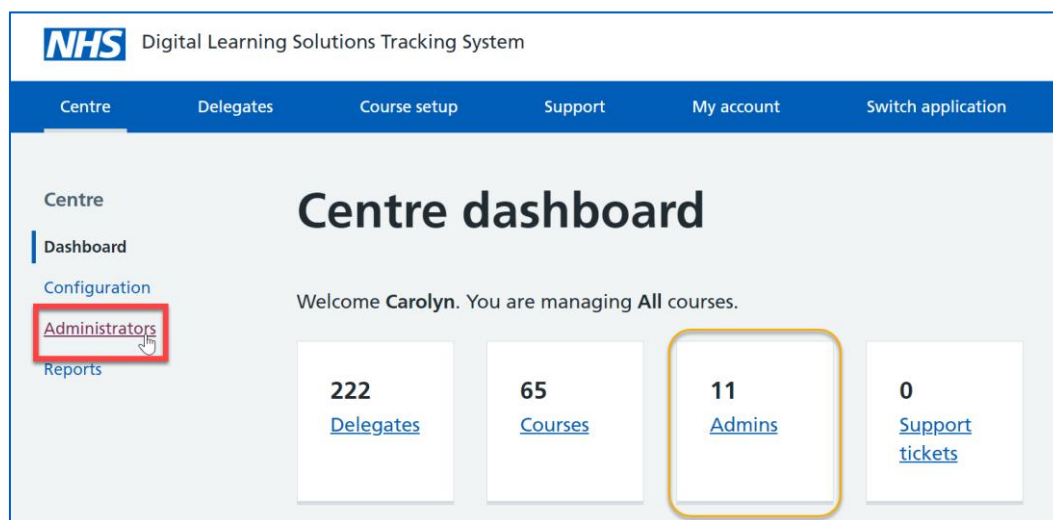 NHS Digital Learning Solutions Tracking System
Centre Delegates Course setup Support My account Switch application
Centre
Dashboard
Configuration
Administrators
Reports
Centre dashboard
Welcome Carolyn. You are managing All courses.
222
Delegates
65
Courses
11
Admins
0
Support
tickets